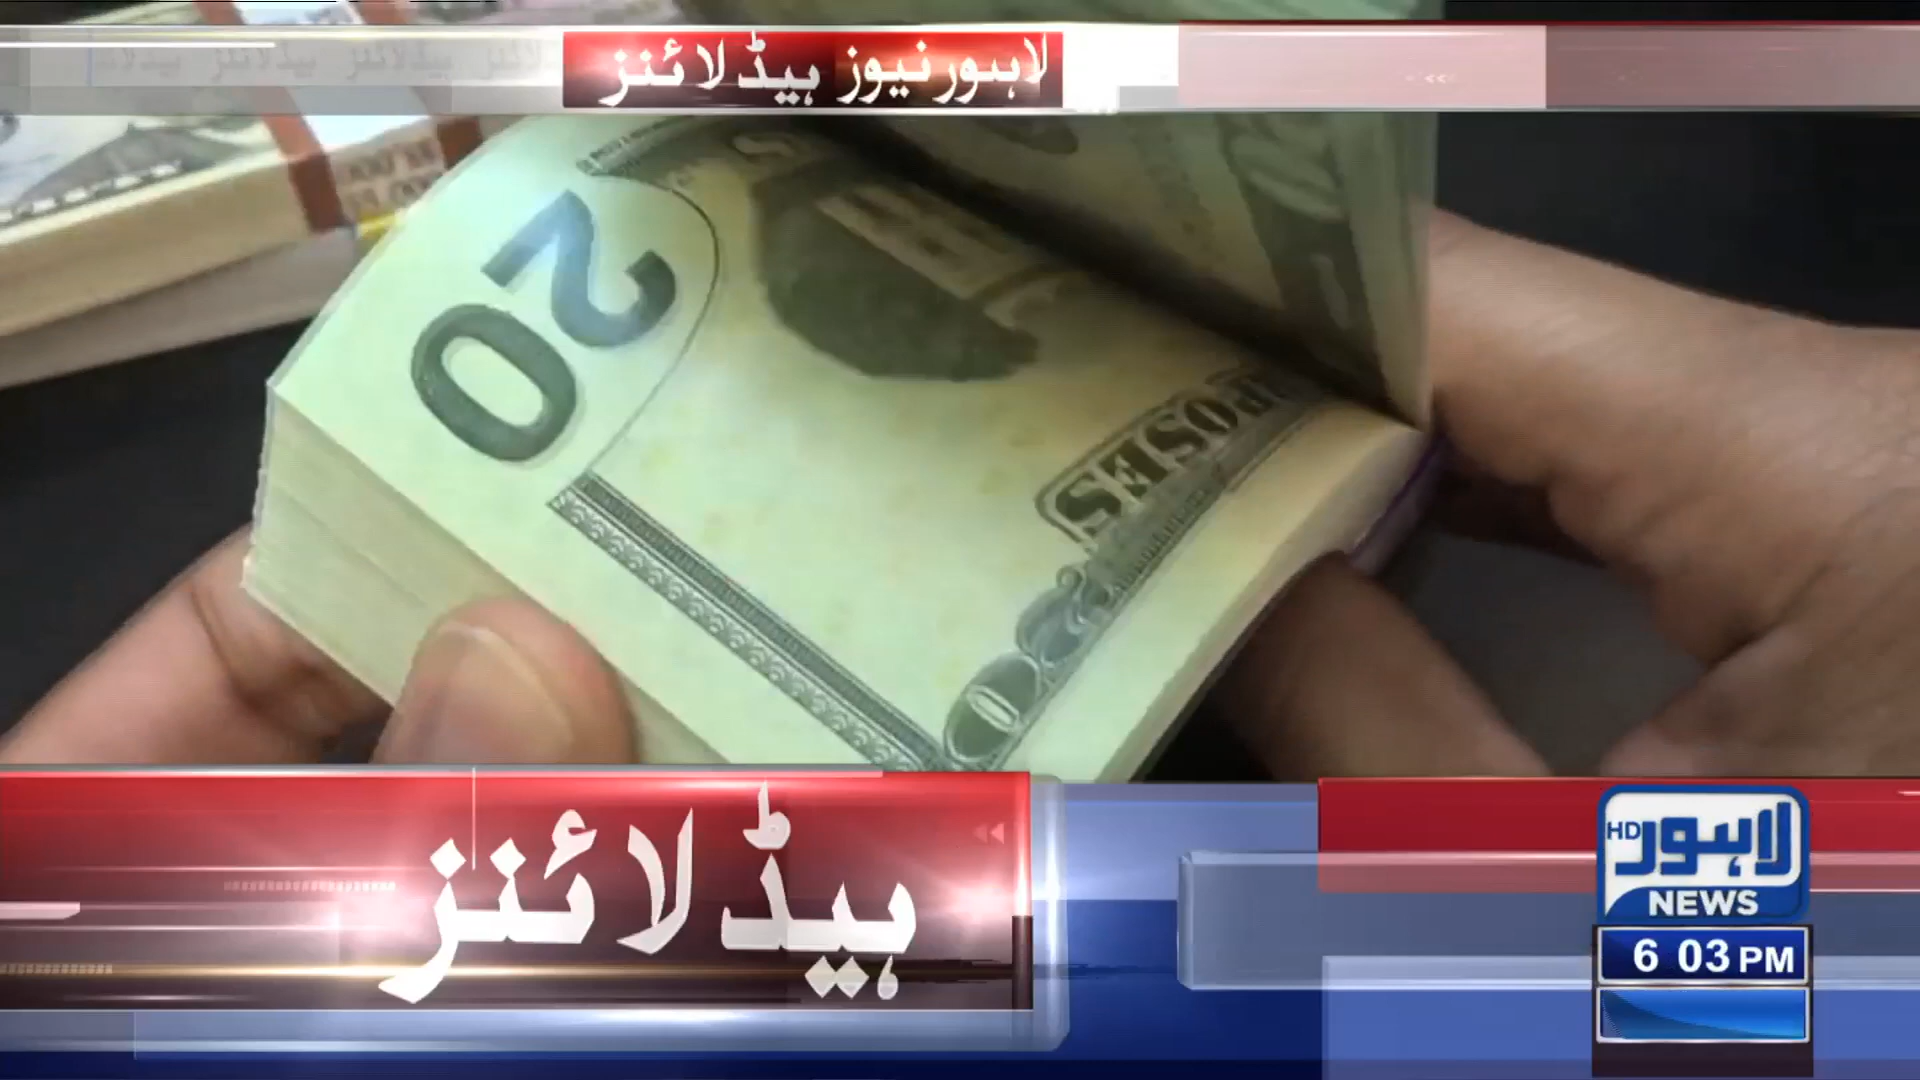 لاہور نیوز ہیڈ لائنز
20
POSES
ہیڈ لائنز
لاہور HD
NEWS
6 03 PM